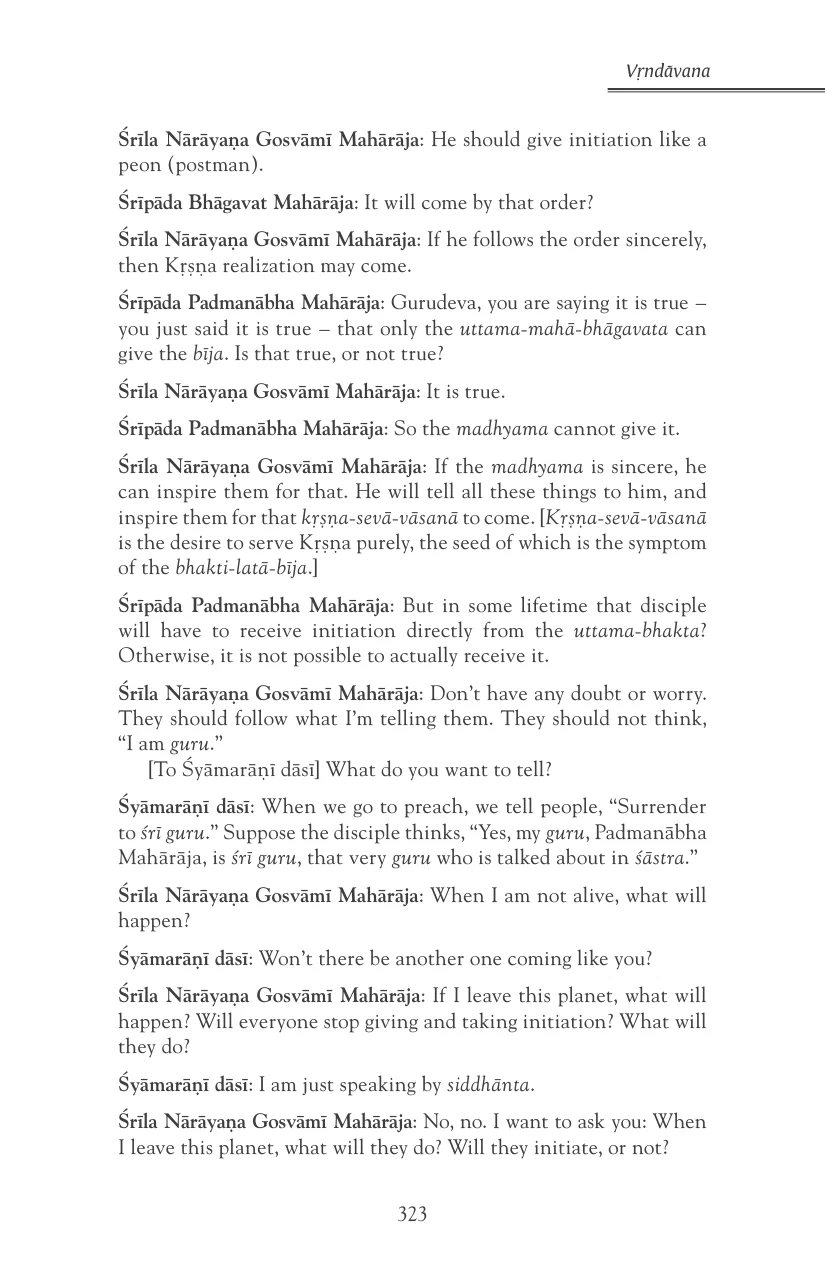 Vṛndāvana
Śrīla Nārāyaṇa Gosvāmī Mahārāja: He should give initiation like a
peon (postman).
Śrīpāda Bhāgavat Mahārāja: It will come by that order?
Śrīla Nārāyaṇa Gosvāmī Mahārāja: If he follows the order sincerely,
then Kṛṣṇa realization may come.
Śrīpāda Padmanābha Mahārāja: Gurudeva, you are saying it is true –
you just said it is true – that only the uttama-mahā-bhāgavata can
give the bīja. Is that true, or not true?
Śrīla Nārāyaṇa Gosvāmī Mahārāja: It is true.
Śrīpāda Padmanābha Mahārāja: So the madhyama cannot give it.
Śrīla Nārāyaṇa Gosvāmī Mahārāja: If the madhyama is sincere, he
can inspire them for that. He will tell all these things to him, and
inspire them for that kṛṣṇa-sevā-vāsanā to come. [Kṛṣṇa-sevā-vāsanā
is the desire to serve Kṛṣṇa purely, the seed of which is the symptom
of the bhakti-latā-bīja.]
Śrīpāda Padmanābha Mahārāja: But in some lifetime that disciple
will have to receive initiation directly from the uttama-bhakta?
Otherwise, it is not possible to actually receive it.
Śrīla Nārāyaṇa Gosvāmī Mahārāja: Don’t have any doubt or worry.
They should follow what I’m telling them. They should not think,
“I am guru.”
[To Śyāmarāṇī dāsī] What do you want to tell?
Śyāmarāṇī dāsī: When we go to preach, we tell people, “Surrender
to śrī guru.” Suppose the disciple thinks, “Yes, my guru, Padmanābha
Mahārāja, is śrī guru, that very guru who is talked about in śāstra.”
Śrīla Nārāyaṇa Gosvāmī Mahārāja: When I am not alive, what will
happen?
Śyāmarāṇī dāsī: Won’t there be another one coming like you?
Śrīla Nārāyaṇa Gosvāmī Mahārāja: If I leave this planet, what will
happen? Will everyone stop giving and taking initiation? What will
they do?
Śyāmarāṇī dāsī: I am just speaking by siddhānta.
Śrīla Nārāyaṇa Gosvāmī Mahārāja: No, no. I want to ask you: When
I leave this planet, what will they do? Will they initiate, or not?
323